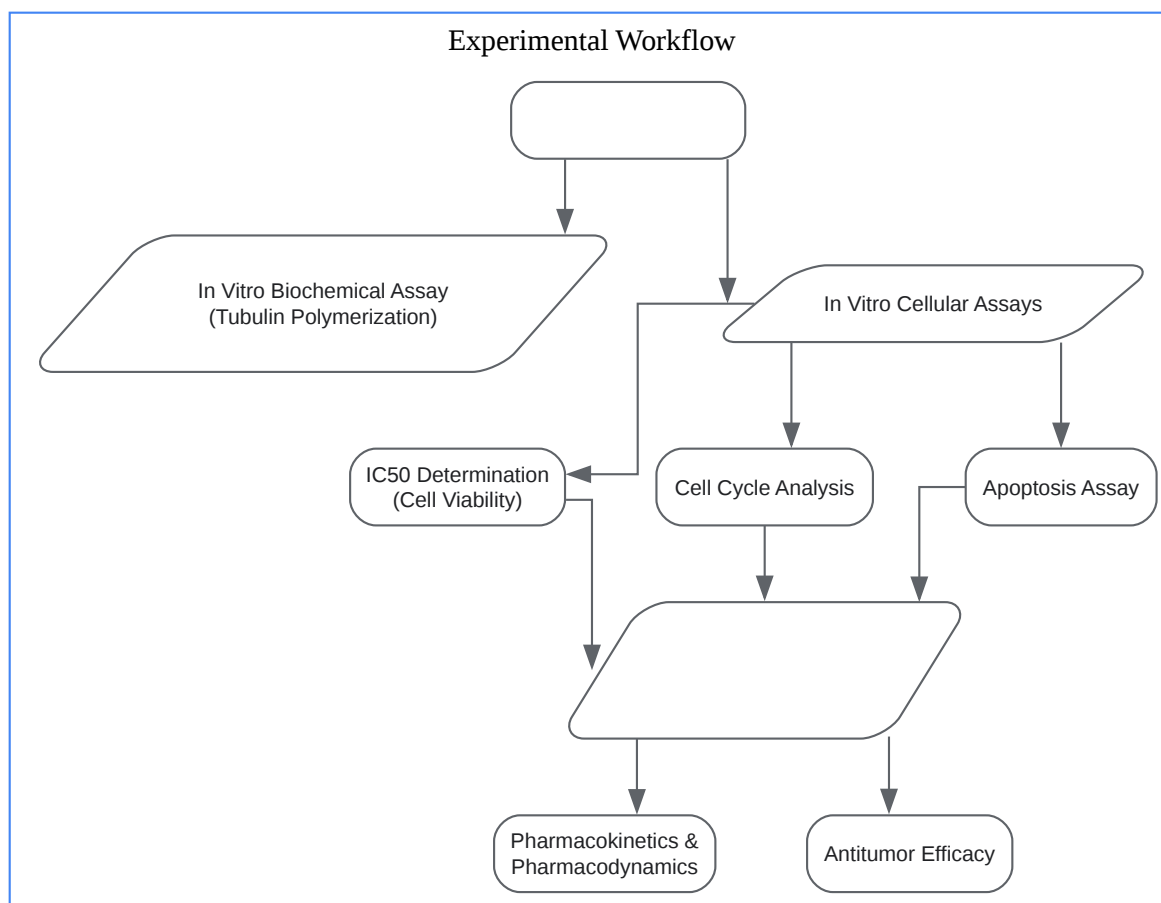 Experimental Workflow
In Vitro Biochemical Assay
(Tubulin Polymerization)
In Vitro Cellular Assays
IC50 Determination
(Cell Viability)
Cell Cycle Analysis
Apoptosis Assay
Pharmacokinetics &
Pharmacodynamics
Antitumor Efficacy